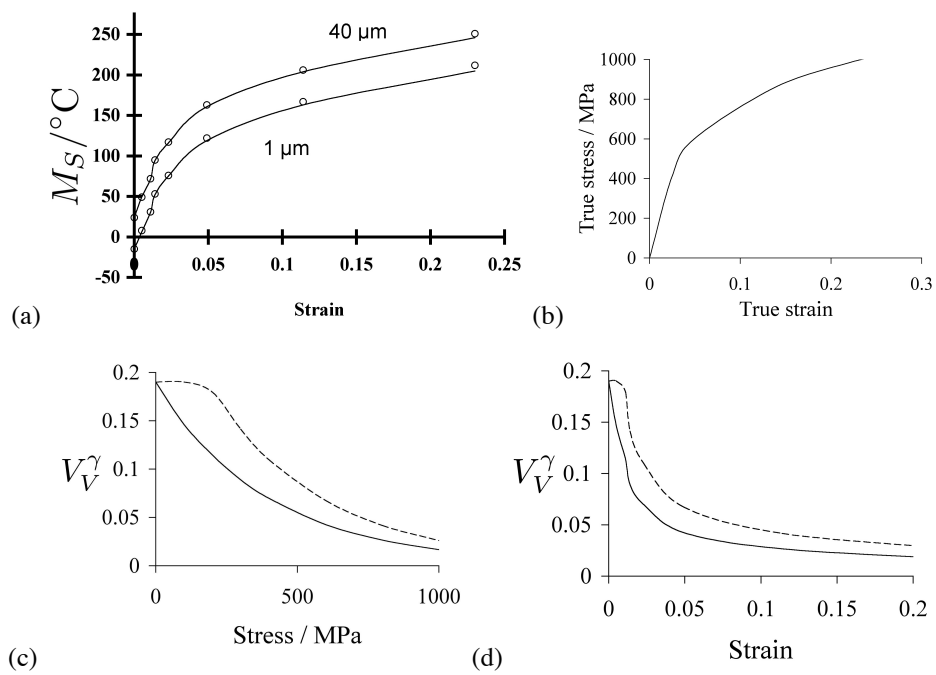 250
200
150
100
50
0
-50
M_S/°C
40 µm
1 µm
0
0.05
0.1
0.15
0.2
0.25
Strain
(a)
1000
800
600
400
200
0
True stress / MPa
0
0.1
0.2
0.3
True strain
(b)
0.2
0.15
0.1
0.05
0
V_V^γ
0
500
1000
Stress / MPa
(c)
0.2
0.15
0.1
0.05
0
V_V^γ
0
0.05
0.1
0.15
0.2
Strain
(d)